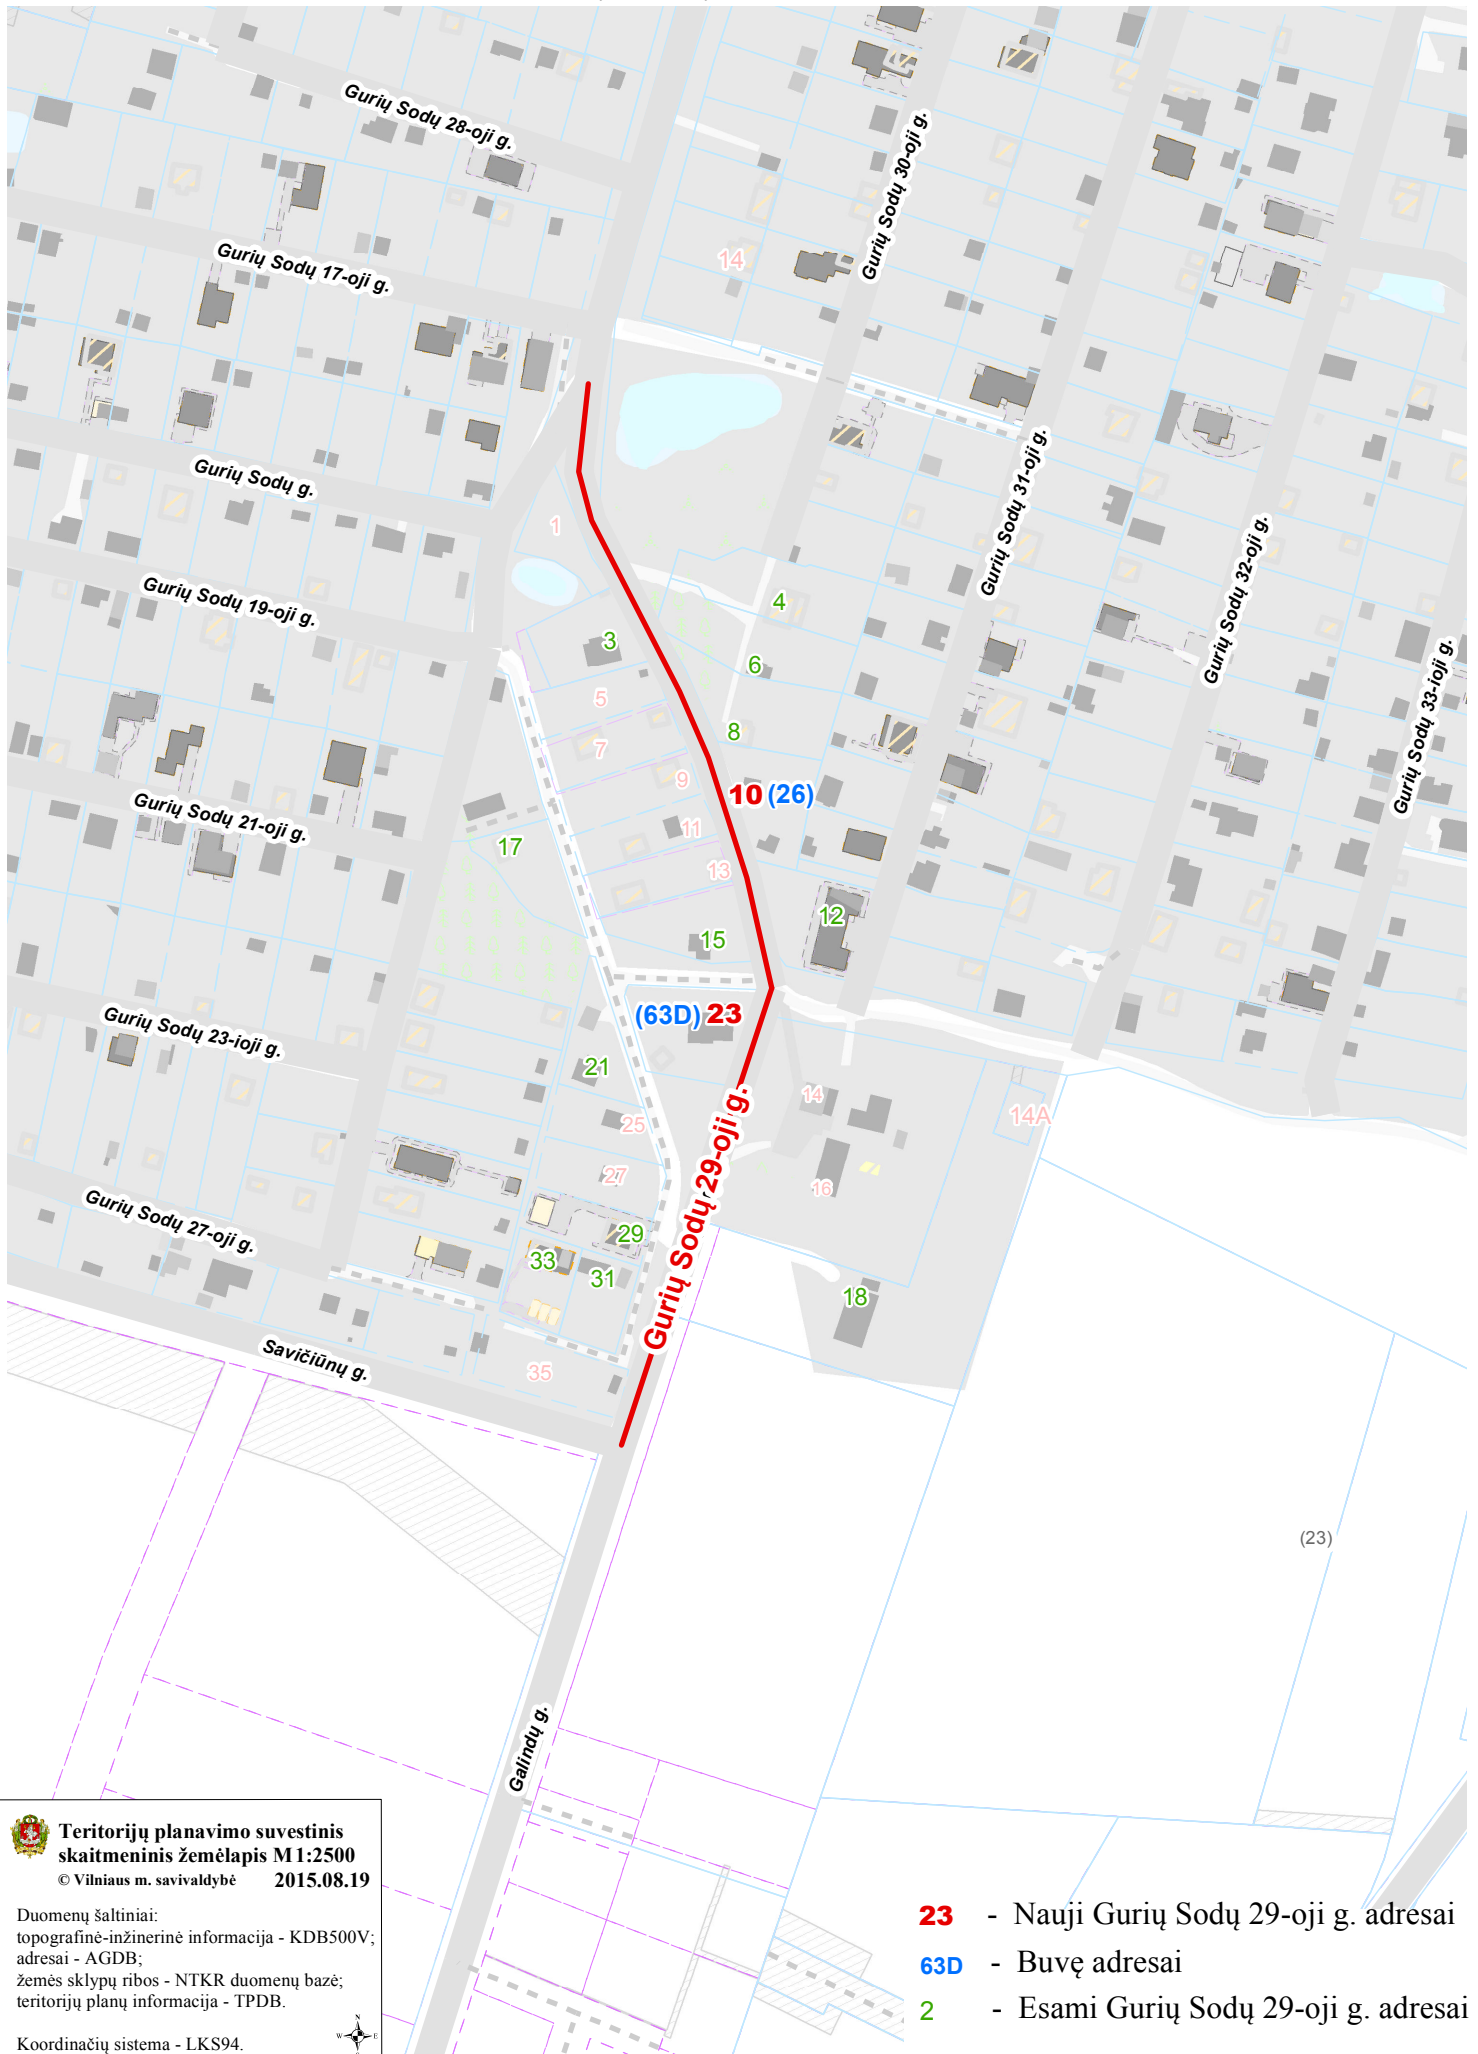 Gurių Sodų 28-oji g.
Gurių Sodų 30-oji g.
Gurių Sodų 17-oji g.
14
Gurių Sodų g.
Gurių Sodų 31-oji g.
1
Gurių Sodų 32-oji g.
Gurių Sodų 19-oji g.
4
3
6
Gurių Sodų 33-ioji g.
5
8
7
9
10 (26)
Gurių Sodų 21-oji g.
11
17
13
12
15
(63D) 23
Gurių Sodų 23-ioji g.
21
14
14A
25
Gurių Sodų 29-oji g.
27
16
Gurių Sodų 27-oji g.
29
33
31
18
Savičiūnų g.
35
(23)
Galindų g.
Teritorijų planavimo suvestinis
skaitmeninis žemėlapis M 1:2500
© Vilniaus m. savivaldybė 2015.08.19
Duomenų šaltiniai:
topografinė-inžinerinė informacija - KDB500V;
adresai - AGDB;
žemės sklypų ribos - NTKR duomenų bazė;
teritorijų planų informacija - TPDB.
Koordinačių sistema - LKS94.
N
W E
23 - Nauji Gurių Sodų 29-oji g. adresai
63D - Buvę adresai
2 - Esami Gurių Sodų 29-oji g. adresai